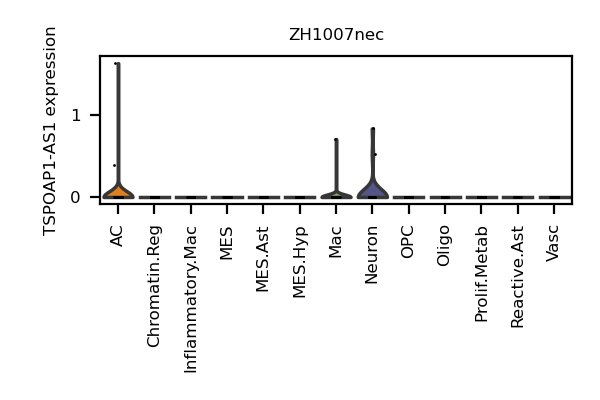 ZH1007nec
TSPOAP1-AS1 expression
1
0
AC
Chromatin.Reg
Inflammatory.Mac
MES
MES.Ast
MES.Hyp
Mac
Neuron
OPC
Oligo
Prolif.Metab
Reactive.Ast
Vasc